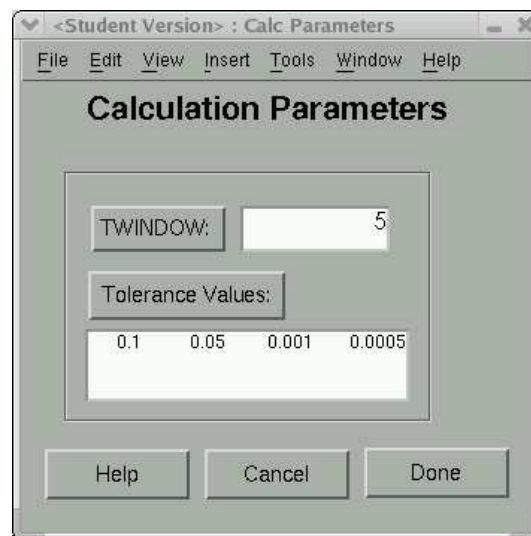 <Student Version> : Calc Parameters
File Edit View Insert Tools Window Help
Calculation Parameters
TWINDOW: 5
Tolerance Values:
0.1 0.05 0.001 0.0005
Help Cancel Done